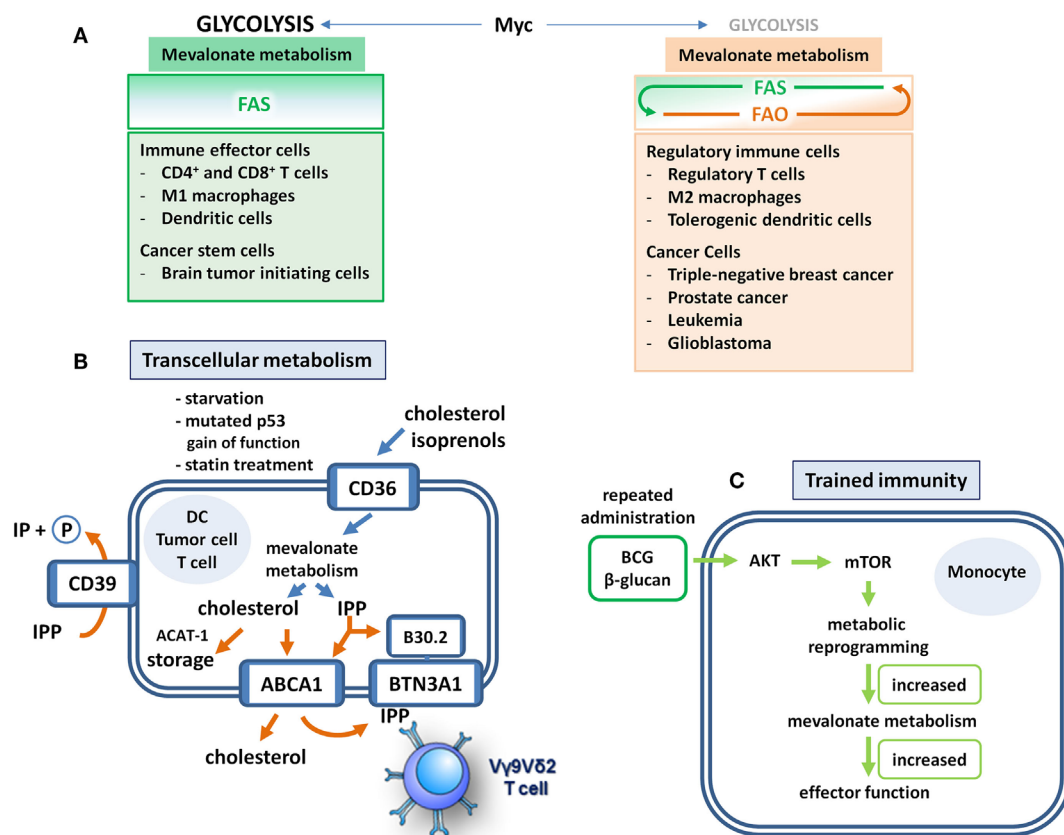 A
GLYCOLYSIS
Myc
GLYCOLYSIS
Mevalonate metabolism
FAS
Immune effector cells
- CD4⁺ and CD8⁺ T cells
- M1 macrophages
- Dendritic cells
Cancer stem cells
- Brain tumor initiating cells
Mevalonate metabolism
FAS
FAO
Regulatory immune cells
- Regulatory T cells
- M2 macrophages
- Tolerogenic dendritic cells
Cancer Cells
- Triple-negative breast cancer
- Prostate cancer
- Leukemia
- Glioblastoma
B
Transcellular metabolism
- starvation
- mutated p53
gain of function
- statin treatment
cholesterol
isoprenols
CD36
DC
Tumor cell
T cell
IP + P
CD39
IPP
mevalonate
metabolism
cholesterol
IPP
ACAT-1
storage
B30.2
ABCA1
BTN3A1
IPP
cholesterol
Vγ9Vδ2
T cell
C
Trained immunity
repeated
administration
BCG
β-glucan
AKT
mTOR
Monocyte
metabolic
reprogramming
increased
mevalonate metabolism
increased
effector function